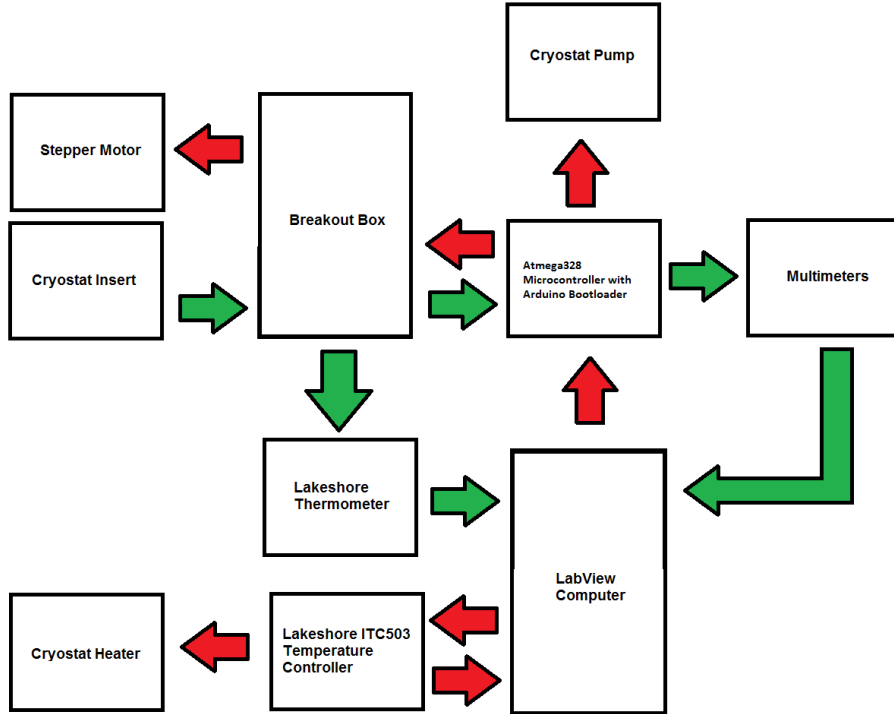 Cryostat Pump
Stepper Motor
Breakout Box
Cryostat Insert
Atmega328
Microcontroller with
Arduino Bootloader
Multimeters
Lakeshore
Thermometer
LabView
Computer
Cryostat Heater
Lakeshore ITC503
Temperature
Controller